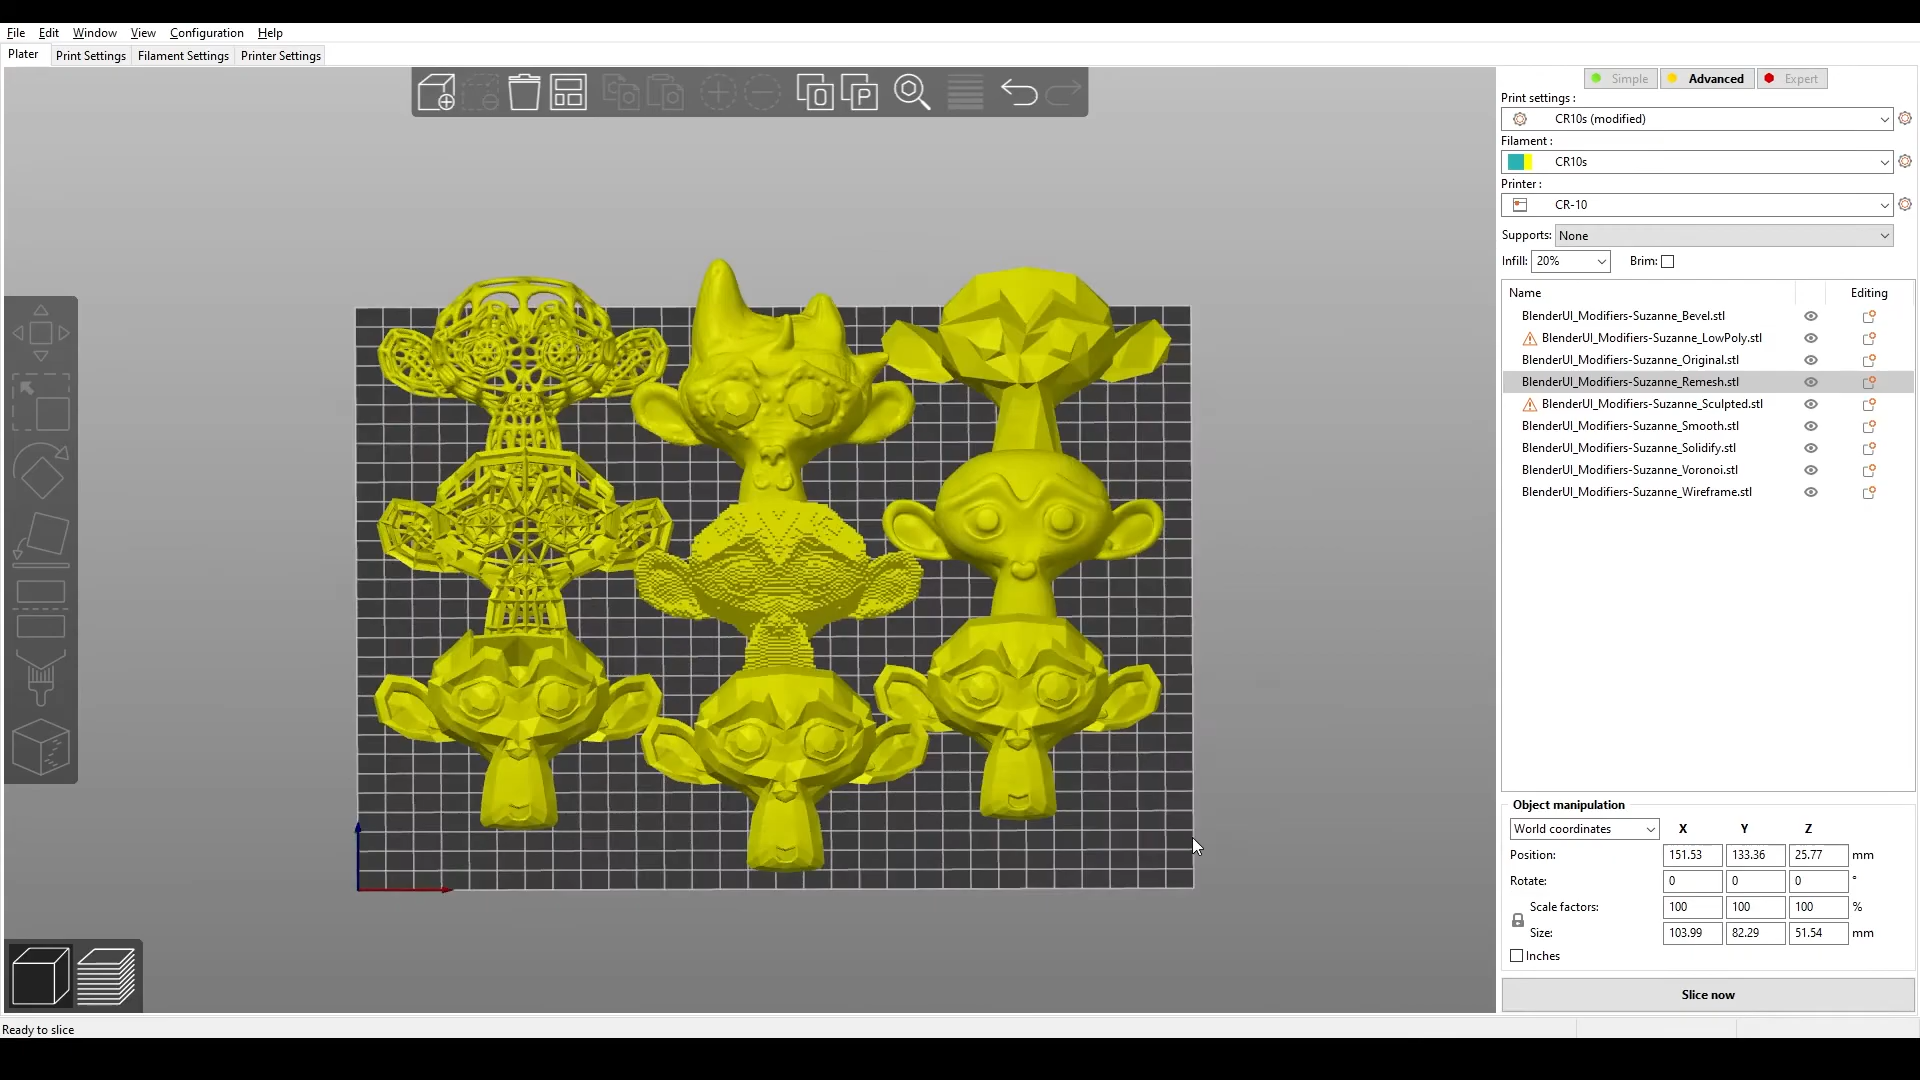 File Edit Window View Configuration Help
Plater Print Settings Filament Settings Printer Settings
Simple Advanced Expert
Print settings :
CR10s (modified)
Filament :
CR10s
Printer :
CR-10
Supports: None
Infill: 20% Brim:
Name Editing
BlenderUI_Modifiers-Suzanne_Bevel.stl
BlenderUI_Modifiers-Suzanne_LowPoly.stl
BlenderUI_Modifiers-Suzanne_Original.stl
BlenderUI_Modifiers-Suzanne_Remesh.stl
BlenderUI_Modifiers-Suzanne_Sculpted.stl
BlenderUI_Modifiers-Suzanne_Smooth.stl
BlenderUI_Modifiers-Suzanne_Solidify.stl
BlenderUI_Modifiers-Suzanne_Voronoi.stl
BlenderUI_Modifiers-Suzanne_Wireframe.stl
Object manipulation
World coordinates X Y Z
Position: 151.53 133.36 25.77 mm
Rotate: 0 0 0 °
Scale factors: 100 100 100 %
Size: 103.99 82.29 51.54 mm
Inches
Slice now
Ready to slice